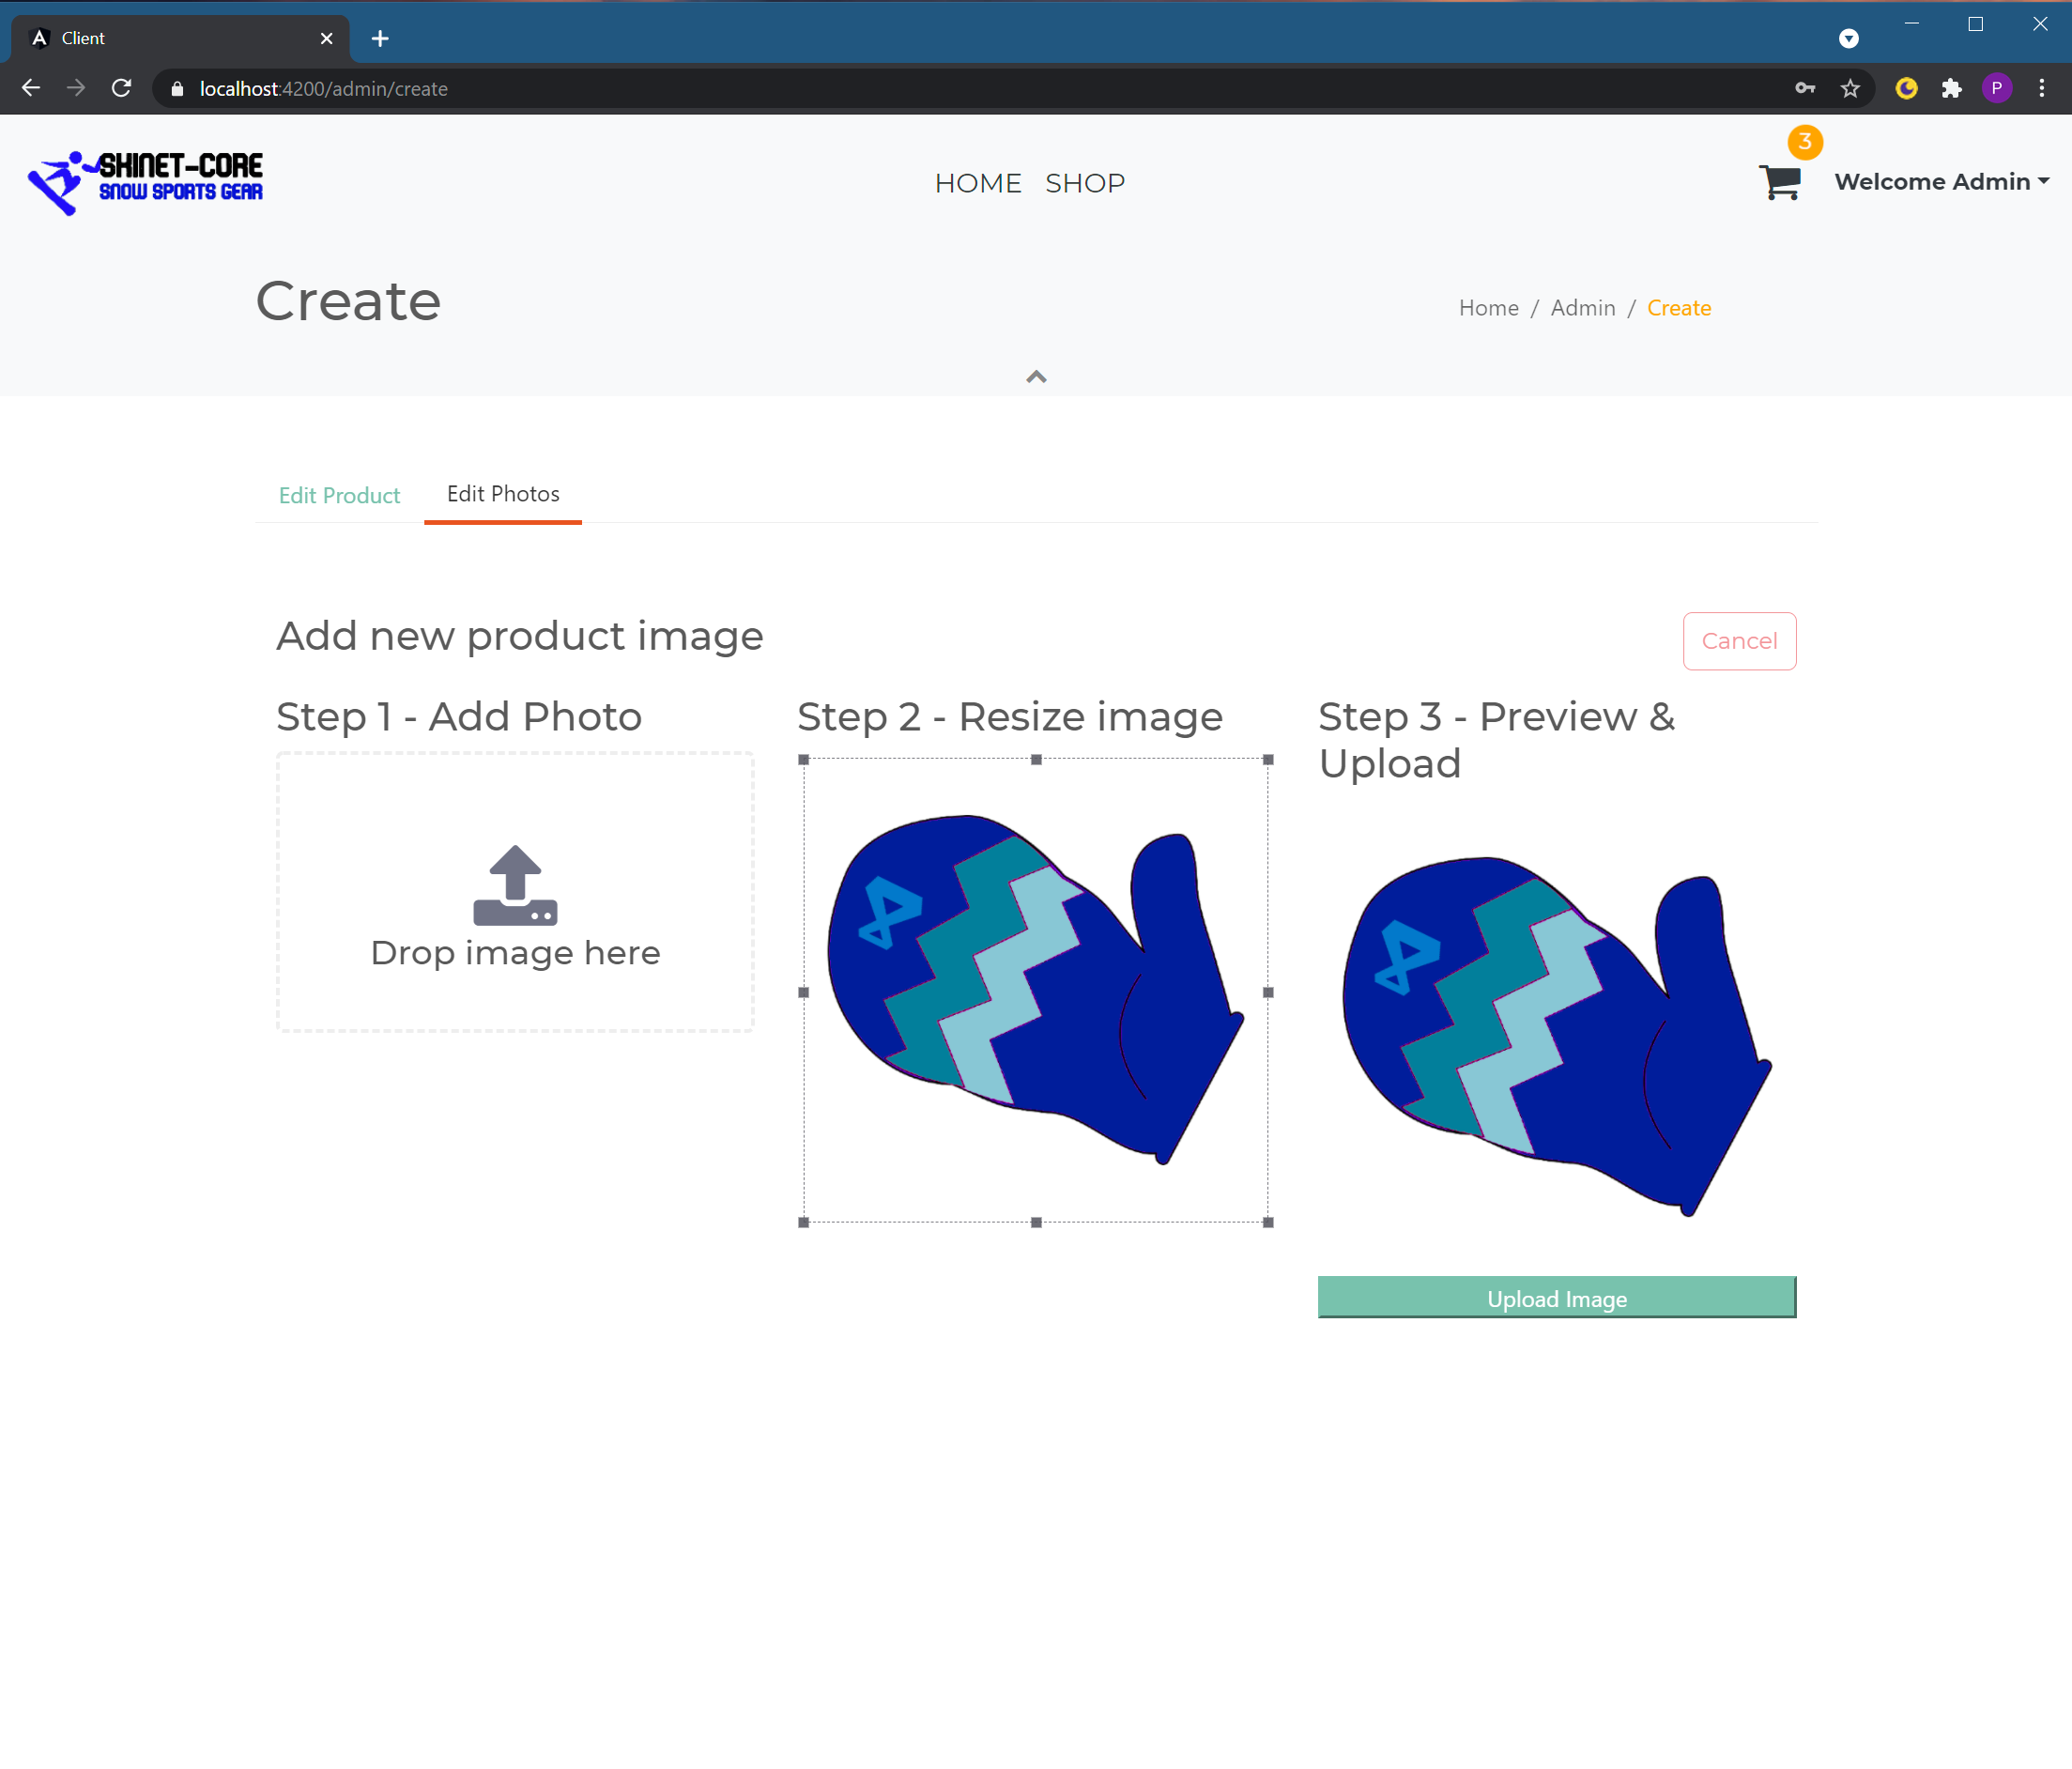 Client
localhost:4200/admin/create
P
SKINET-CORE
SNOW SPORTS GEAR
HOME SHOP
3
Welcome Admin
Create
Home / Admin / Create
Edit Product
Edit Photos
Add new product image
Cancel
Step 1 - Add Photo
Drop image here
Step 2 - Resize image
Step 3 - Preview &
Upload
Upload Image